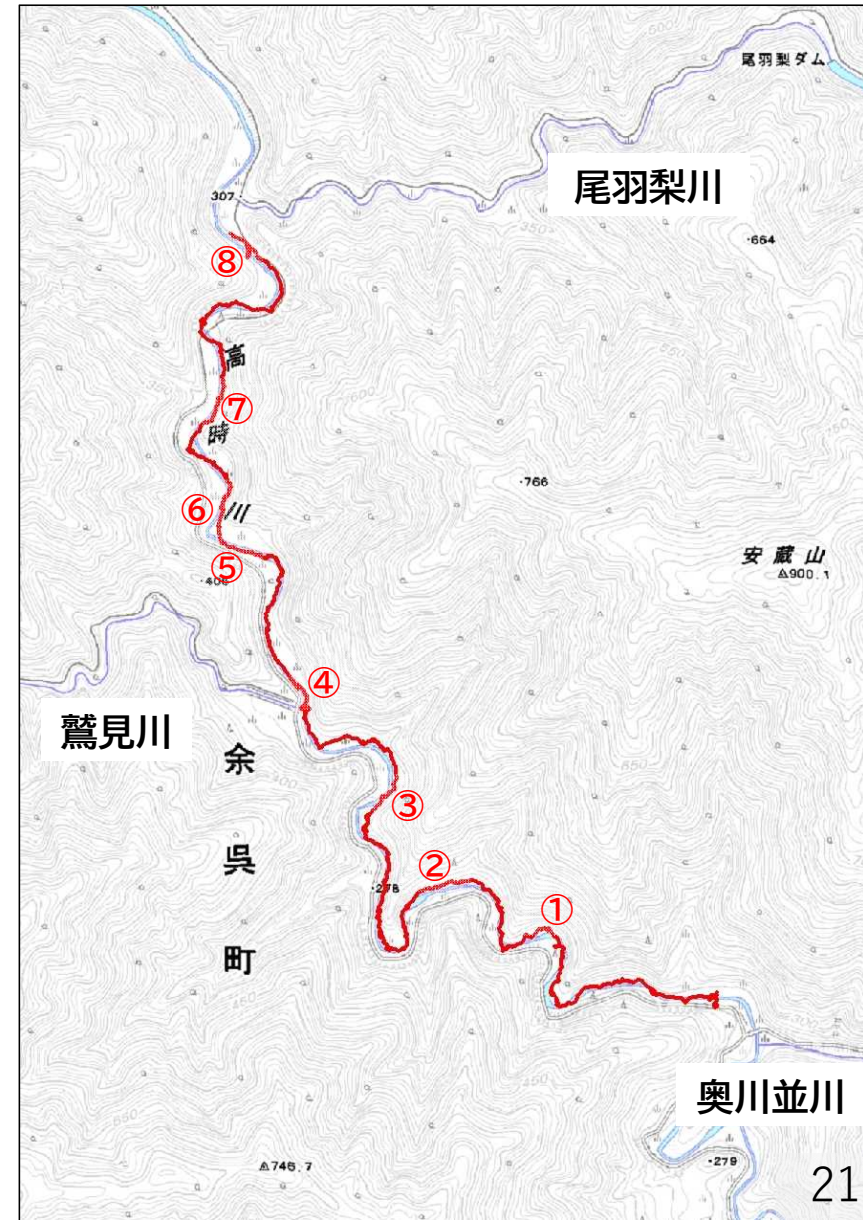 尾羽梨ダム
尾羽梨川
307
・664
⑧
高
⑦
時
・766
⑥
川
安蔵山
△900.1
⑤
④
鷲見川
余
③
呉
②
・278
①
町
奥川並川
・279
△746.7
21